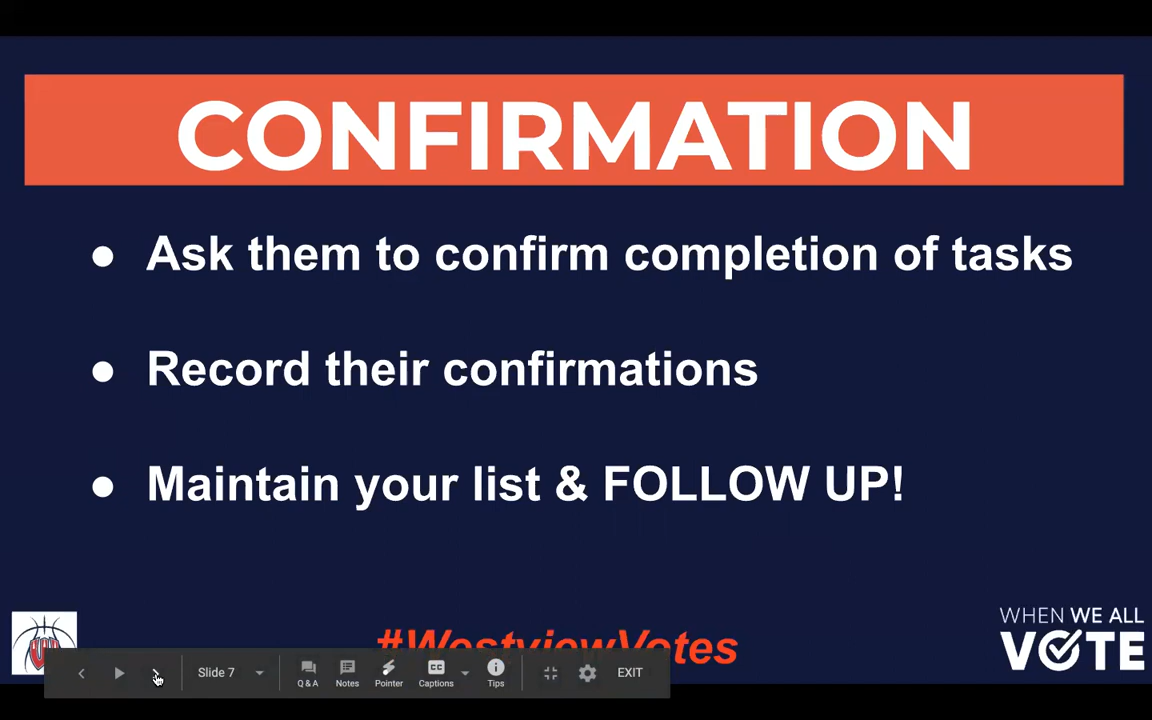 CONFIRMATION
● Ask them to confirm completion of tasks
● Record their confirmations
● Maintain your list & FOLLOW UP!
#WestviewVotes
WHEN WE ALL
VOTE
Slide 7
Q & A
Notes
Pointer
CC
Captions
Tips
EXIT